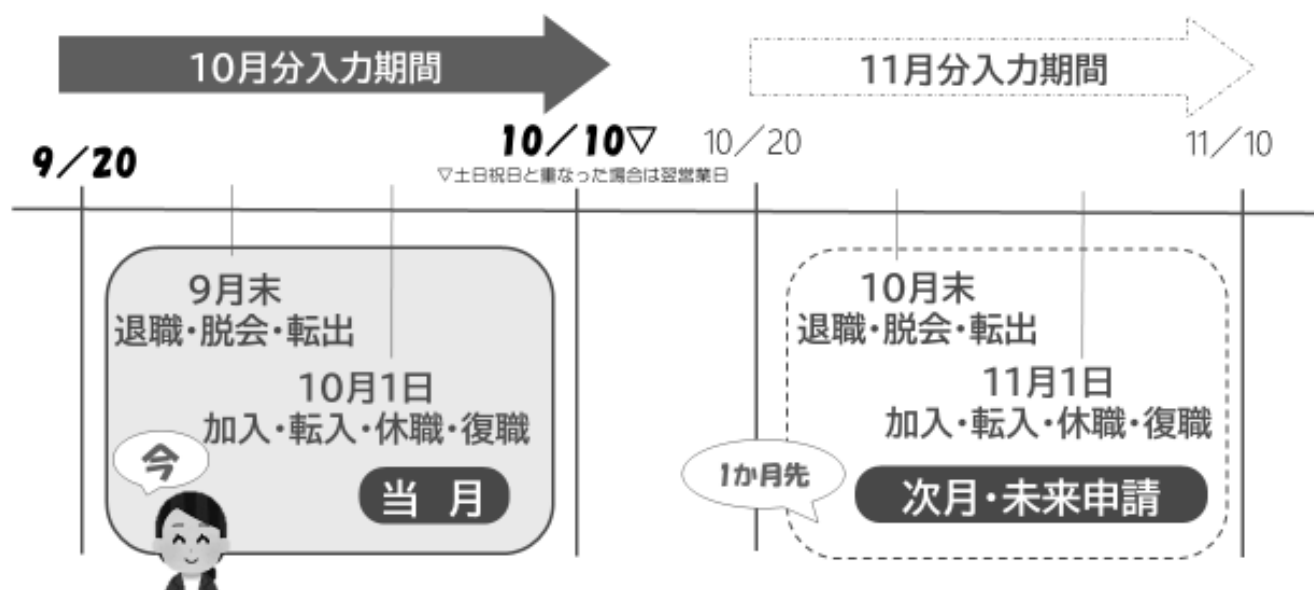 10月分入力期間
11月分入力期間
9／20
10／10▽
10／20
11／10
▽土日祝日と重なった場合は翌営業日
9月末
退職・脱会・転出
10月1日
加入・転入・休職・復職
今
当 月
10月末
退職・脱会・転出
11月1日
加入・転入・休職・復職
1か月先
次月・未来申請